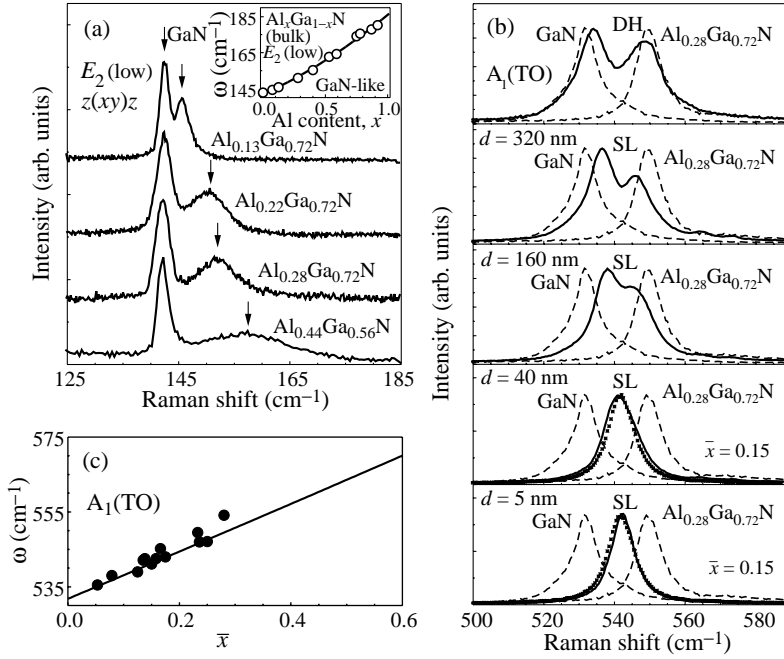 (a)
GaN
E₂ (low)
z(xy)z
Al₀.₁₃Ga₀.₇₂N
Al₀.₂₂Ga₀.₇₂N
Al₀.₂₈Ga₀.₇₂N
Al₀.₄₄Ga₀.₅₆N
Intensity (arb. units)
125 145 165 185
Raman shift (cm⁻¹)
185
165
145
ω (cm⁻¹)
AlₓGa₁₋ₓN
(bulk)
E₂ (low)
GaN-like
0 0.5 1.0
Al content, x
(b)
GaN
DH
Al₀.₂₈Ga₀.₇₂N
A₁(TO)
d = 320 nm
GaN
SL
Al₀.₂₈Ga₀.₇₂N
d = 160 nm
GaN
SL
Al₀.₂₈Ga₀.₇₂N
d = 40 nm
GaN
SL
Al₀.₂₈Ga₀.₇₂N
x̅ = 0.15
d = 5 nm
GaN
SL
Al₀.₂₈Ga₀.₇₂N
x̅ = 0.15
Intensity (arb. units)
500 520 540 560 580
Raman shift (cm⁻¹)
(c)
A₁(TO)
575
555
535
ω (cm⁻¹)
0.0 0.2 0.4 0.6
x̅